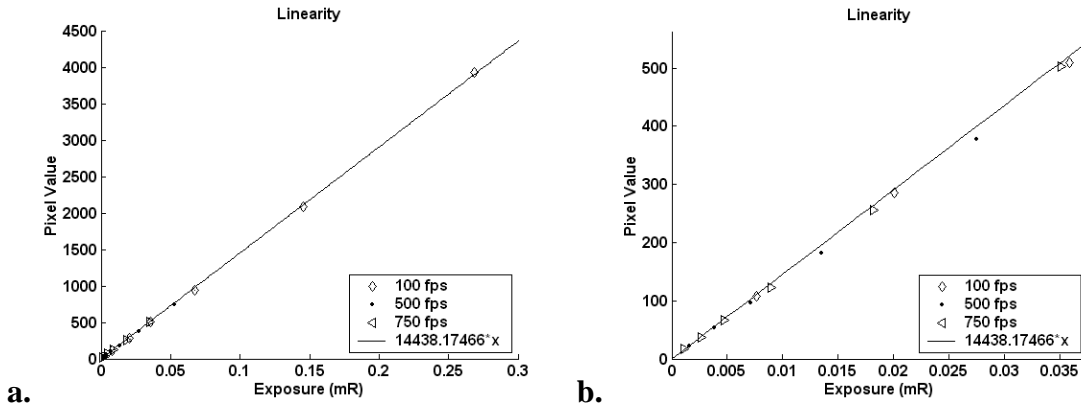 Linearity
4500
4000
3500
3000
2500
2000
1500
1000
500
0
Pixel Value
0 0.05 0.1 0.15 0.2 0.25 0.3
Exposure (mR)
100 fps
500 fps
750 fps
14438.17466*x
a.
Linearity
500
400
300
200
100
0
Pixel Value
0 0.005 0.01 0.015 0.02 0.025 0.03 0.035
Exposure (mR)
100 fps
500 fps
750 fps
14438.17466*x
b.